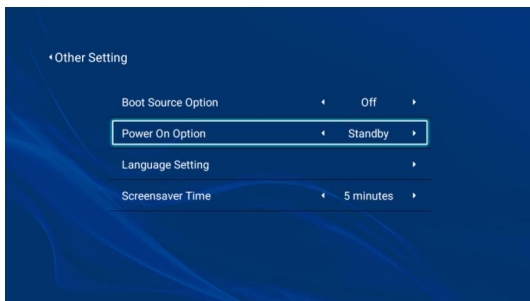 Other Setting
Boot Source Option Off
Power On Option Standby
Language Setting
Screensaver Time 5 minutes